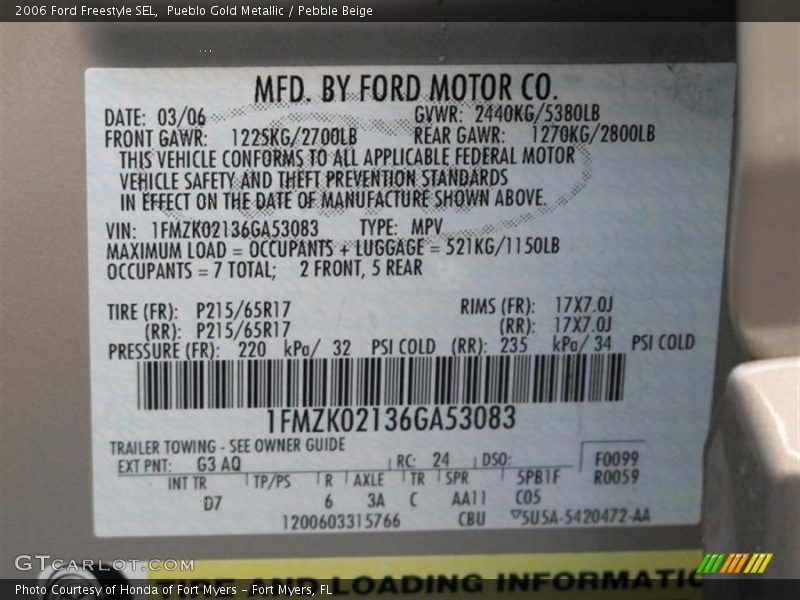 2006 Ford Freestyle SEL, Pueblo Gold Metallic / Pebble Beige
MFD. BY FORD MOTOR CO.
DATE: 03/06 GVWR: 2440KG/5380LB
FRONT GAWR: 1225KG/2700LB REAR GAWR: 1270KG/2800LB
THIS VEHICLE CONFORMS TO ALL APPLICABLE FEDERAL MOTOR
VEHICLE SAFETY AND THEFT PREVENTION STANDARDS
IN EFFECT ON THE DATE OF MANUFACTURE SHOWN ABOVE.
VIN: 1FMZK02136GA53083 TYPE: MPV
MAXIMUM LOAD = OCCUPANTS + LUGGAGE = 521KG/1150LB
OCCUPANTS = 7 TOTAL; 2 FRONT, 5 REAR
TIRE (FR): P215/65R17 RIMS (FR): 17X7.0J
(RR): P215/65R17 (RR): 17X7.0J
PRESSURE (FR): 220 kPa/ 32 PSI COLD (RR): 235 kPa/ 34 PSI COLD
1FMZK02136GA53083
TRAILER TOWING - SEE OWNER GUIDE
EXT PNT: G3 AQ RC: 24 DSO: F0099
INT TR TP/PS R AXLE TR SPR 5PB1F R0059
D7 6 3A C AA11 C05
1200603315766 CBU 5U5A-5420472-AA
GTCARLOT.COM
TIRE AND LOADING INFORMATIO
Photo Courtesy of Honda of Fort Myers - Fort Myers, FL